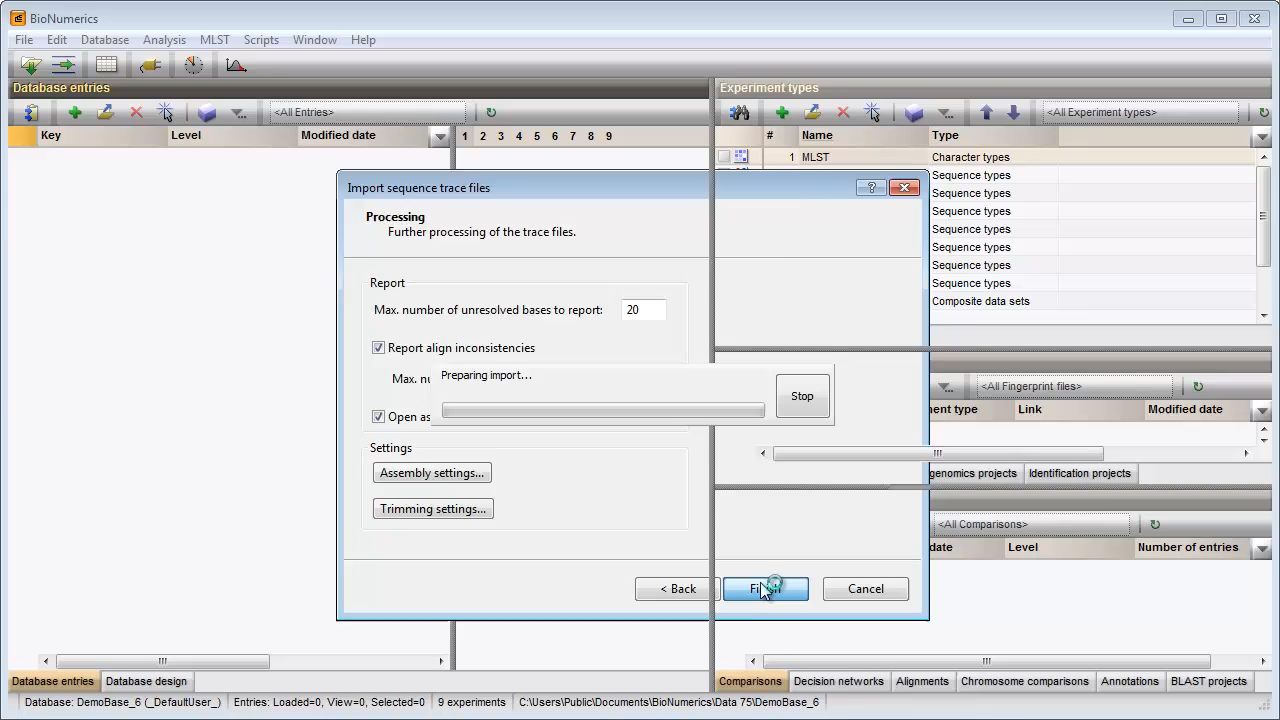 BioNumerics
File Edit Database Analysis MLST Scripts Window Help
Database entries
Experiment types
<All Entries>
<All Experiment types>
Key Level Modified date 1 2 3 4 5 6 7 8 9
# Name Type
1 MLST Character types
Sequence types
Sequence types
Sequence types
Sequence types
Sequence types
Sequence types
Sequence types
Composite data sets
Import sequence trace files
Processing
Further processing of the trace files.
Report
Max. number of unresolved bases to report: 20
Report align inconsistencies
Preparing import...
Stop
Open as
Settings
Assembly settings...
Trimming settings...
< Back
Cancel
<All Fingerprint files>
Link Modified date
Identification projects
<All Comparisons>
date Level Number of entries
Database entries Database design
Comparisons Decision networks Alignments Chromosome comparisons Annotations BLAST projects
Database: DemoBase_6 (_DefaultUser_) Entries: Loaded=0, View=0, Selected=0 9 experiments C:\Users\Public\Documents\BioNumerics\Data 75\DemoBase_6